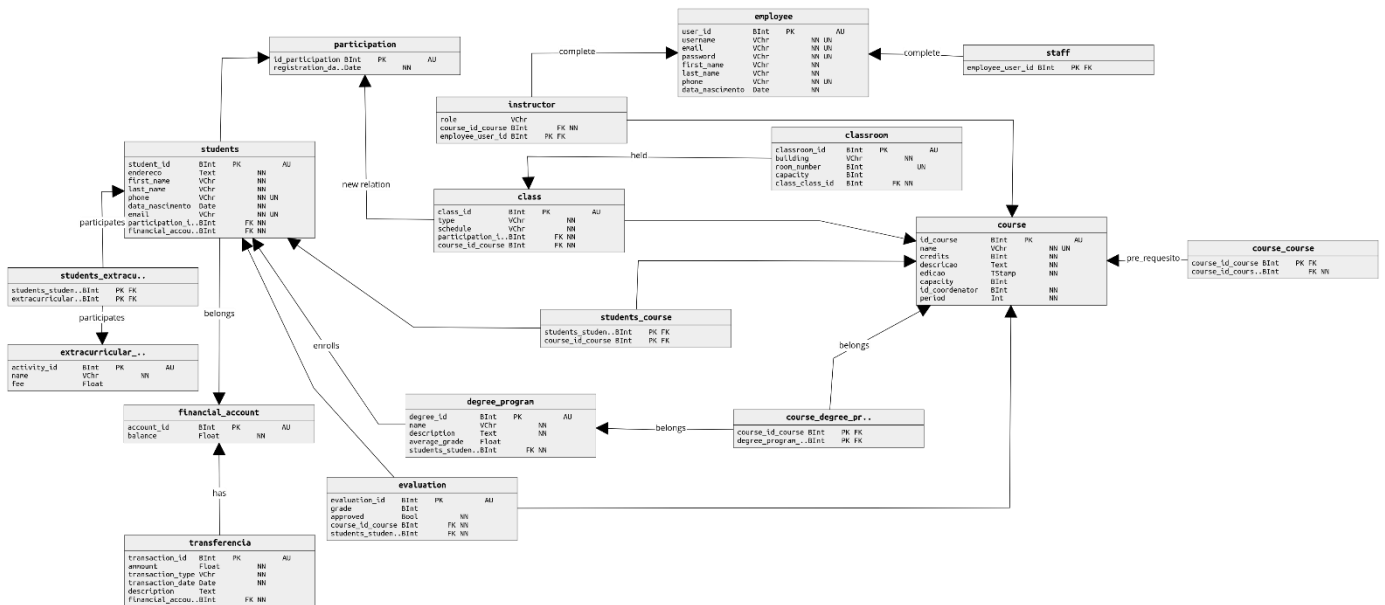 employee
user_id BInt PK AU
username VChr NN UN
email VChr NN UN
password VChr NN UN
first_name VChr NN
last_name VChr NN
phone VChr NN UN
data_nascimento Date NN
participation
id_participation BInt PK AU
registration_da..Date NN
complete
complete
staff
employee_user_id BInt PK FK
instructor
role VChr
course_id_course BInt FK NN
employee_user_id BInt PK FK
classroom
classroom_id BInt PK AU
building VChr NN
room_number BInt UN
capacity BInt
class_class_id BInt FK NN
held
students
student_id BInt PK AU
endereco Text NN
first_name VChr NN
last_name VChr NN
phone VChr NN UN
data_nascimento Date NN
email VChr NN UN
participation_i..BInt FK NN
financial_accou..BInt FK NN
new relation
class
class_id BInt PK AU
type VChr NN
schedule VChr NN
participation_i..BInt FK NN
course_id_course BInt FK NN
participates
course
id_course BInt PK AU
name VChr NN UN
credits BInt NN
descricao Text NN
edicao TStamp NN
capacity BInt
id_coordenator BInt NN
period Int NN
pre_requesito
course_course
course_id_course BInt PK FK
course_id_cours..BInt FK NN
students_extracu..
students_studen..BInt PK FK
extracurricular..BInt PK FK
participates
belongs
students_course
students_studen..BInt PK FK
course_id_course BInt PK FK
enrolls
belongs
extracurricular_..
activity_id BInt PK AU
name VChr NN
fee Float
financial_account
account_id BInt PK AU
balance Float NN
degree_program
degree_id BInt PK AU
name VChr NN
description Text NN
average_grade Float
students_studen..BInt FK NN
belongs
course_degree_pr..
course_id_course BInt PK FK
degree_program_..BInt PK FK
has
evaluation
evaluation_id BInt PK AU
grade BInt
approved Bool NN
course_id_course BInt FK NN
students_studen..BInt FK NN
transferencia
transaction_id BInt PK AU
ammount Float NN
transaction_type VChr NN
transaction_date Date NN
description Text
financial_accou..BInt FK NN